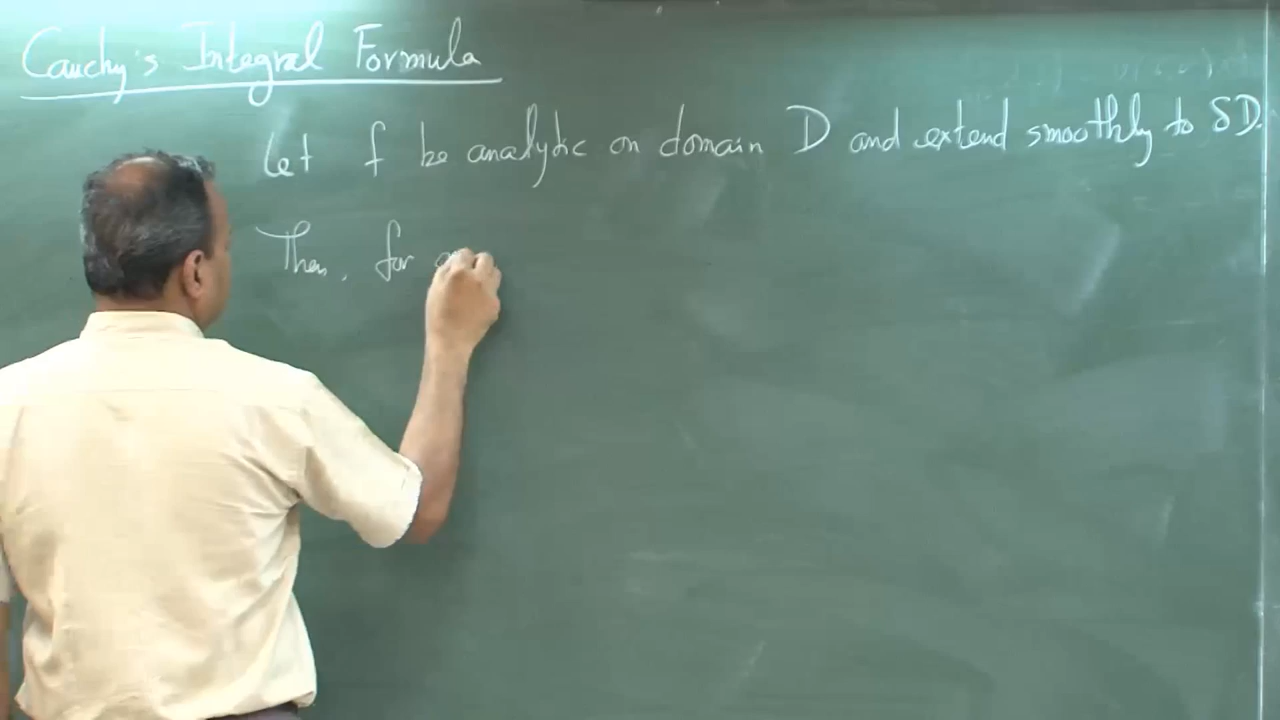 Cauchy's Integral Formula
Let f be analytic on domain D and extend smoothly to δD.
Then, for